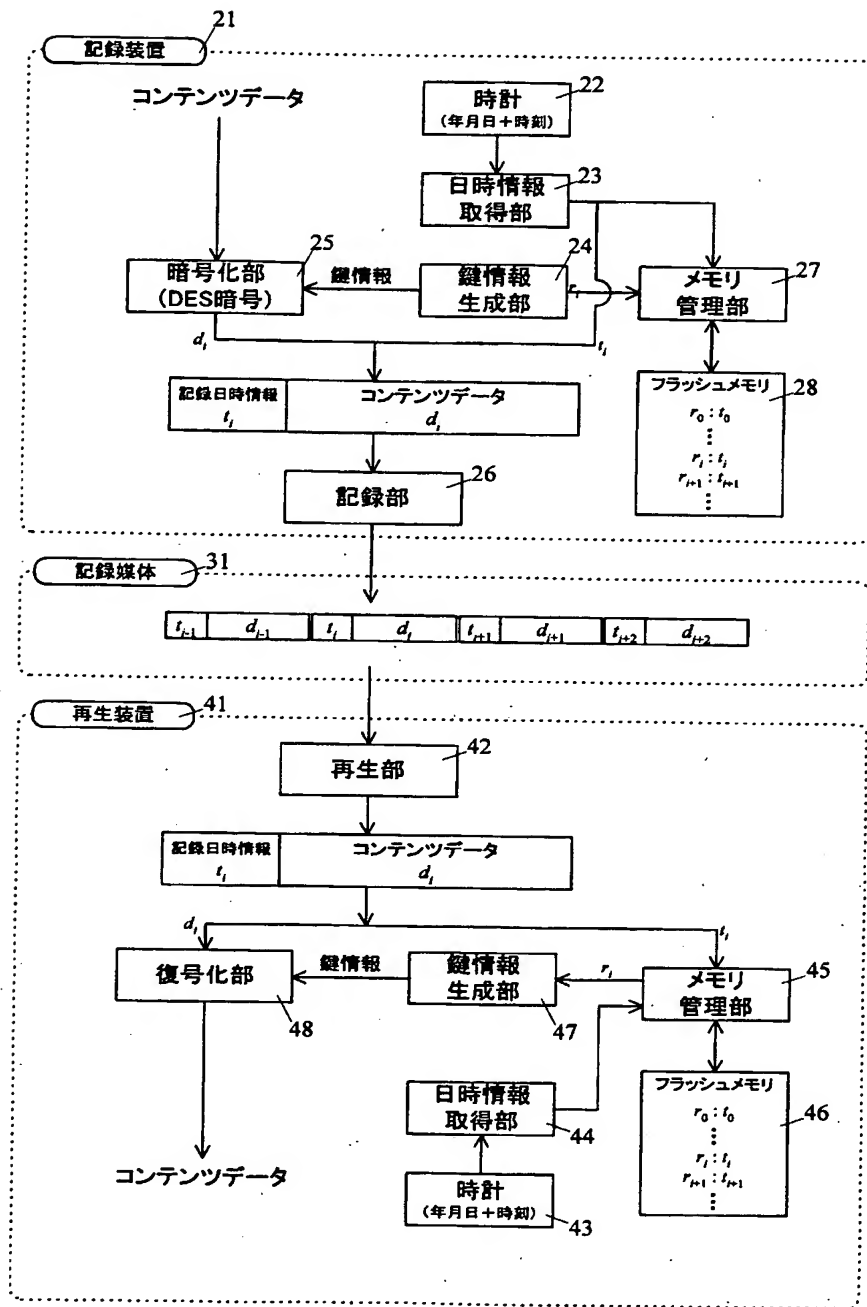 記録装置 21
コンテンツデータ
時計 22
(年月日+時刻)
日時情報 23
取得部
暗号化部 25
(DES暗号)
鍵情報
鍵情報 24
生成部
r_i
メモリ 27
管理部
d_i
t_i
記録日時情報 コンテンツデータ
t_i d_i
フラッシュメモリ 28
r_0 : t_0
⋮
r_i : t_i
r_{i+1} : t_{i+1}
⋮
記録部 26
記録媒体 31
t_{i-1} d_{i-1} t_i d_i t_{i+1} d_{i+1} t_{i+2} d_{i+2}
再生装置 41
再生部 42
記録日時情報 コンテンツデータ
t_i d_i
d_i
t_i
復号化部 48
鍵情報
鍵情報
生成部 47
r_i
メモリ 45
管理部
日時情報
取得部 44
フラッシュメモリ 46
r_0 : t_0
⋮
r_i : t_i
r_{i+1} : t_{i+1}
⋮
コンテンツデータ
時計
(年月日+時刻) 43